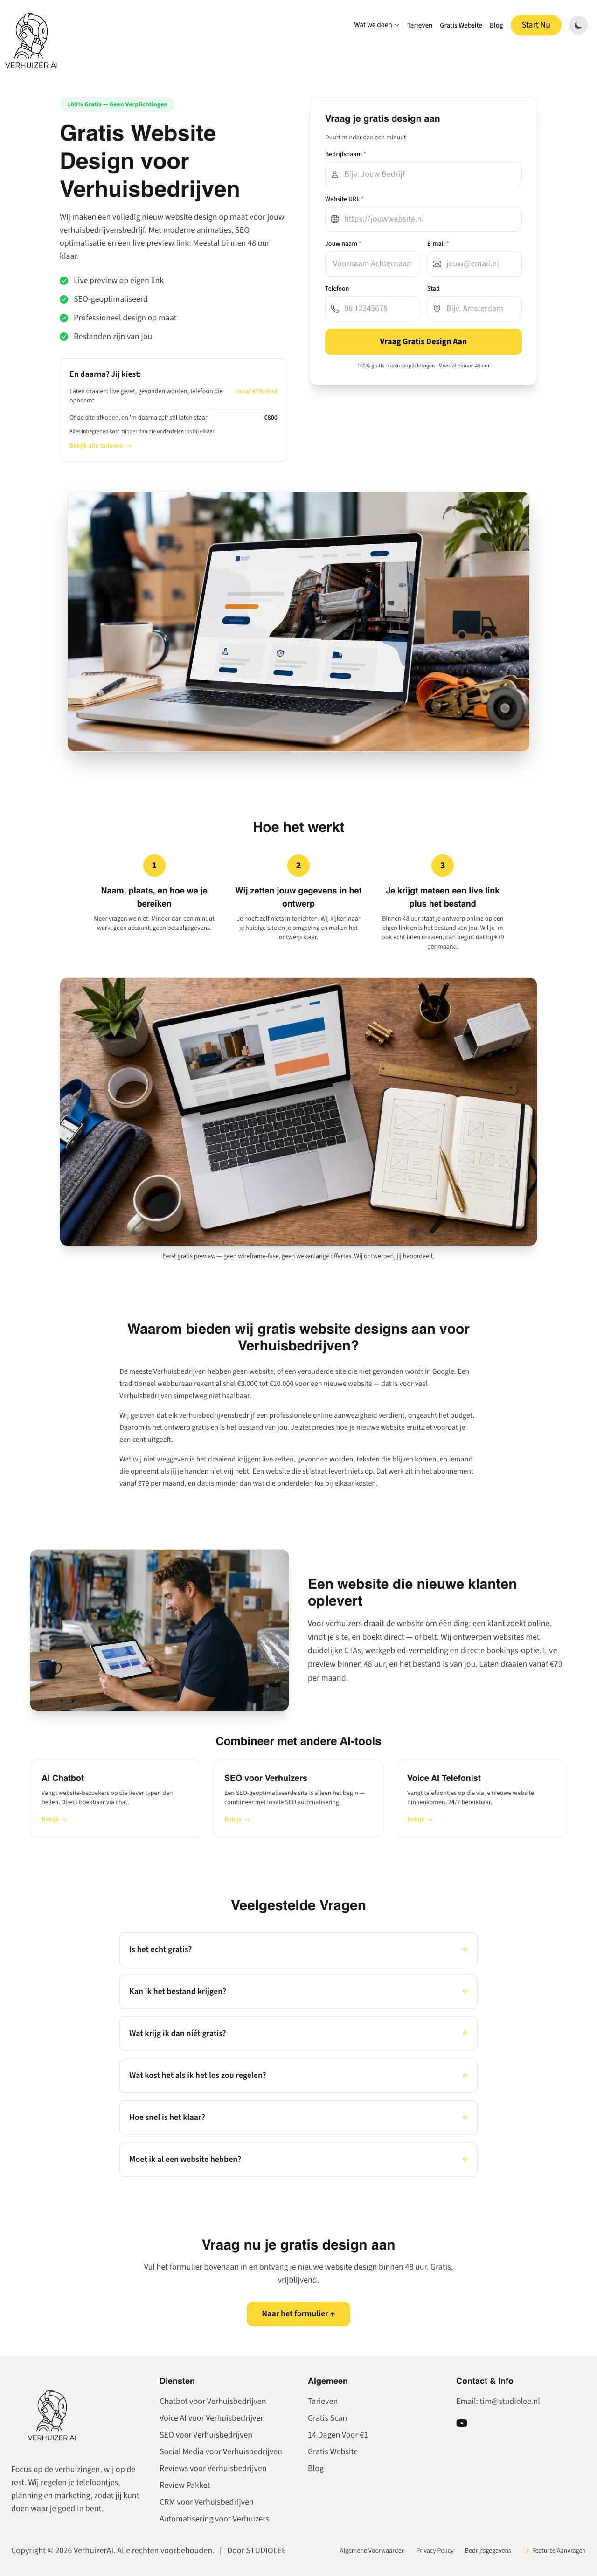 VERHUIZER AI
Wat we doen
Tarieven
Gratis Website
Blog
Start Nu
100% Gratis — Geen Verplichtingen
Gratis Website
Design voor
Verhuisbedrijven
Wij maken een volledig nieuw website design op maat voor jouw
verhuisbedrijvenbedrijf. Met moderne animaties, SEO
optimalisatie en een live preview link. Meestal binnen 48 uur
klaar.
Live preview op eigen link
SEO-geoptimaliseerd
Professioneel design op maat
Bestanden zijn van jou
En daarna? Jij kiest:
Laten draaien: live gezet, gevonden worden, telefoon die
opneemt
vanaf €79/mnd
Of de site afkopen, en 'm daarna zelf stil laten staan
€800
Alles inbegrepen kost minder dan die onderdelen los bij elkaar.
Bekijk alle tarieven →
Vraag je gratis design aan
Duurt minder dan een minuut
Bedrijfsnaam *
Bijv. Jouw Bedrijf
Website URL *
https://jouwwebsite.nl
Jouw naam *
E-mail *
Voornaam Achternaam
jouw@email.nl
Telefoon
Stad
06 12345678
Bijv. Amsterdam
Vraag Gratis Design Aan
100% gratis · Geen verplichtingen · Meestal binnen 48 uur
Hoe het werkt
1
Naam, plaats, en hoe we je
bereiken
Meer vragen we niet. Minder dan een minuut
werk, geen account, geen betaalgegevens.
2
Wij zetten jouw gegevens in het
ontwerp
Je hoeft zelf niets in te richten. Wij kijken naar
je huidige site en je omgeving en maken het
ontwerp klaar.
3
Je krijgt meteen een live link
plus het bestand
Binnen 48 uur staat je ontwerp online op een
eigen link en is het bestand van jou. Wil je 'm
ook echt laten draaien, dan begint dat bij €79
per maand.
Eerst gratis preview — geen wireframe-fase, geen wekenlange offertes. Wij ontwerpen, jij beoordeelt.
Waarom bieden wij gratis website designs aan voor
Verhuisbedrijven?
De meeste Verhuisbedrijven hebben geen website, of een verouderde site die niet gevonden wordt in Google. Een
traditioneel webbureau rekent al snel €3.000 tot €10.000 voor een nieuwe website — dat is voor veel
Verhuisbedrijven simpelweg niet haalbaar.
Wij geloven dat elk verhuisbedrijvenbedrijf een professionele online aanwezigheid verdient, ongeacht het budget.
Daarom is het ontwerp gratis en is het bestand van jou. Je ziet precies hoe je nieuwe website eruitziet voordat je
een cent uitgeeft.
Wat wij niet weggeven is het draaiend krijgen: live zetten, gevonden worden, teksten die blijven komen, en iemand
die opneemt als jij je handen niet vrij hebt. Een website die stilstaat levert niets op. Dat werk zit in het abonnement
vanaf €79 per maand, en dat is minder dan wat die onderdelen los bij elkaar kosten.
Een website die nieuwe klanten
oplevert
Voor verhuizers draait de website om één ding: een klant zoekt online,
vindt je site, en boekt direct — of belt. Wij ontwerpen websites met
duidelijke CTAs, werkgebied-vermelding en directe boekings-optie. Live
preview binnen 48 uur, en het bestand is van jou. Laten draaien vanaf €79
per maand.
Combineer met andere AI-tools
AI Chatbot
Vangt website-bezoekers op die liever typen dan
bellen. Direct boekbaar via chat.
Bekijk →
SEO voor Verhuizers
Een SEO-geoptimaliseerde site is alleen het begin —
combineer met lokale SEO automatisering.
Bekijk →
Voice AI Telefonist
Vangt telefoontjes op die via je nieuwe website
binnenkomen. 24/7 bereikbaar.
Bekijk →
Veelgestelde Vragen
Is het echt gratis? +
Kan ik het bestand krijgen? +
Wat krijg ik dan níét gratis? +
Wat kost het als ik het los zou regelen? +
Hoe snel is het klaar? +
Moet ik al een website hebben? +
Vraag nu je gratis design aan
Vul het formulier bovenaan in en ontvang je nieuwe website design binnen 48 uur. Gratis,
vrijblijvend.
Naar het formulier ↑
VERHUIZER AI
Focus op de verhuizingen, wij op de
rest. Wij regelen je telefoontjes,
planning en marketing, zodat jij kunt
doen waar je goed in bent.
Diensten
Chatbot voor Verhuisbedrijven
Voice AI voor Verhuisbedrijven
SEO voor Verhuisbedrijven
Social Media voor Verhuisbedrijven
Reviews voor Verhuisbedrijven
Review Pakket
CRM voor Verhuisbedrijven
Automatisering voor Verhuizers
Algemeen
Tarieven
Gratis Scan
14 Dagen Voor €1
Gratis Website
Blog
Contact & Info
Email: tim@studiolee.nl
Copyright © 2026 VerhuizerAI. Alle rechten voorbehouden. | Door STUDIOLEE
Algemene Voorwaarden
Privacy Policy
Bedrijfsgegevens
✨ Features Aanvragen